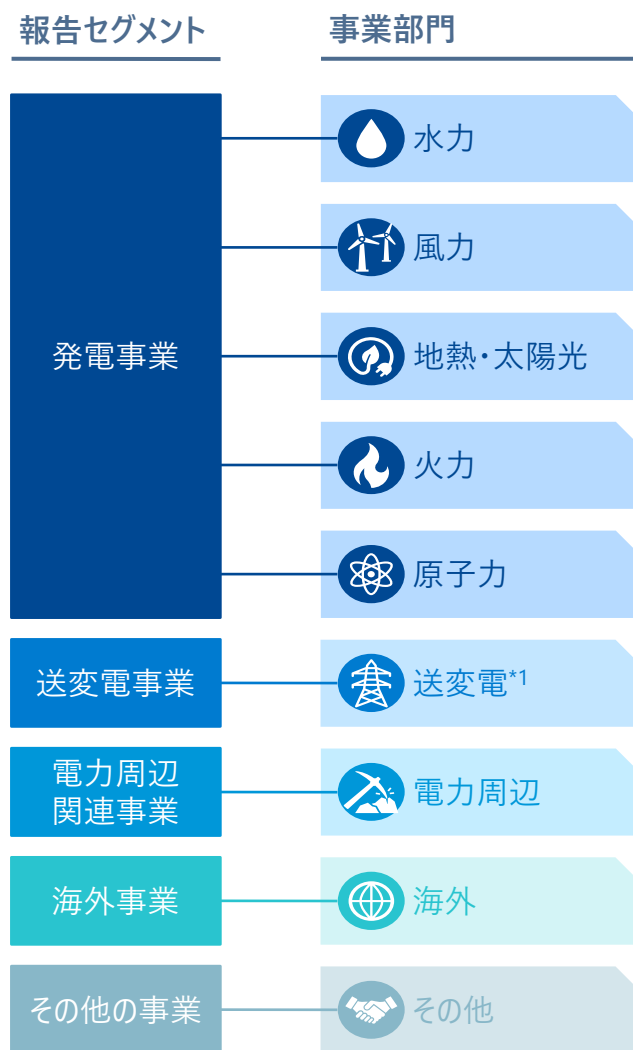 報告セグメント
事業部門
発電事業
水力
風力
地熱・太陽光
火力
原子力
送変電事業
送変電*1
電力周辺
関連事業
電力周辺
海外事業
海外
その他の事業
その他